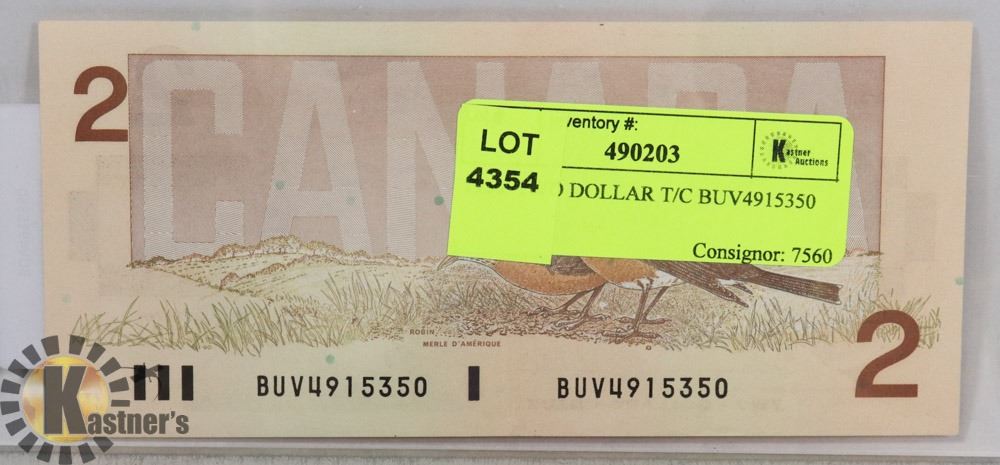 2
CANADA
LOT
4354
ventory #:
490203
Kastner
Auctions
DOLLAR T/C BUV4915350
Consignor: 7560
ROBIN
MERLE D'AMÉRIQUE
2
BUV4915350
BUV4915350
Kastner's